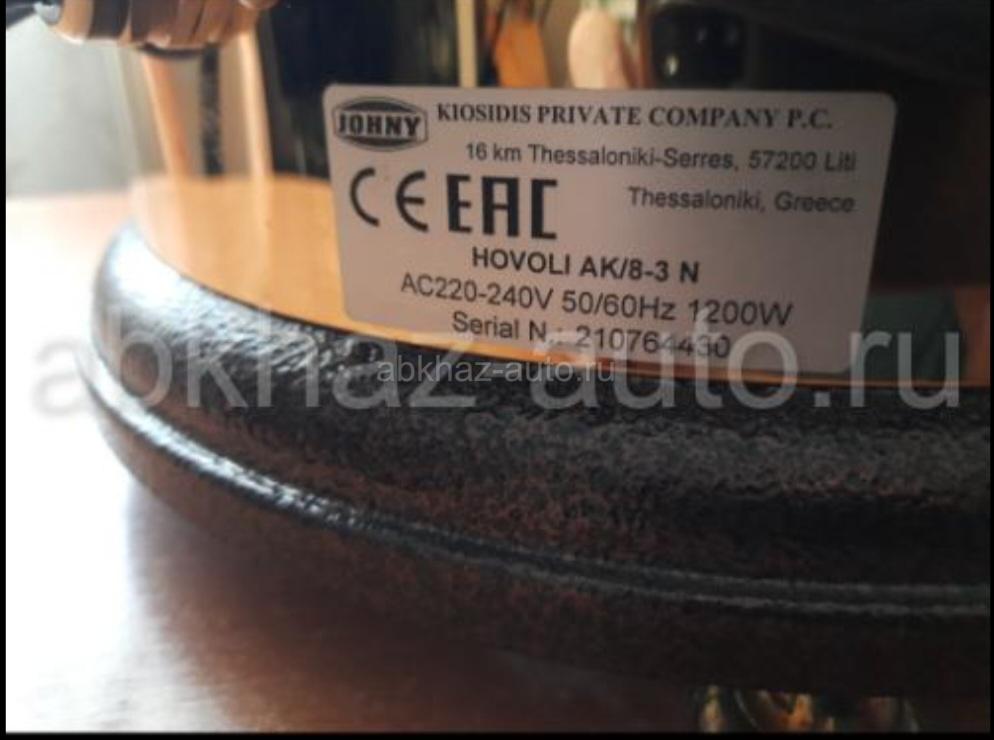 JOHNY KIOSIDIS PRIVATE COMPANY P.C.
16 km Thessaloniki-Serres, 57200 Liti
Thessaloniki, Greece
CE EAC
HOVOLI AK/8-3 N
AC220-240V 50/60Hz 1200W
Serial N.: 210764430
abkhaz-auto.ru
abkhaz-auto.ru